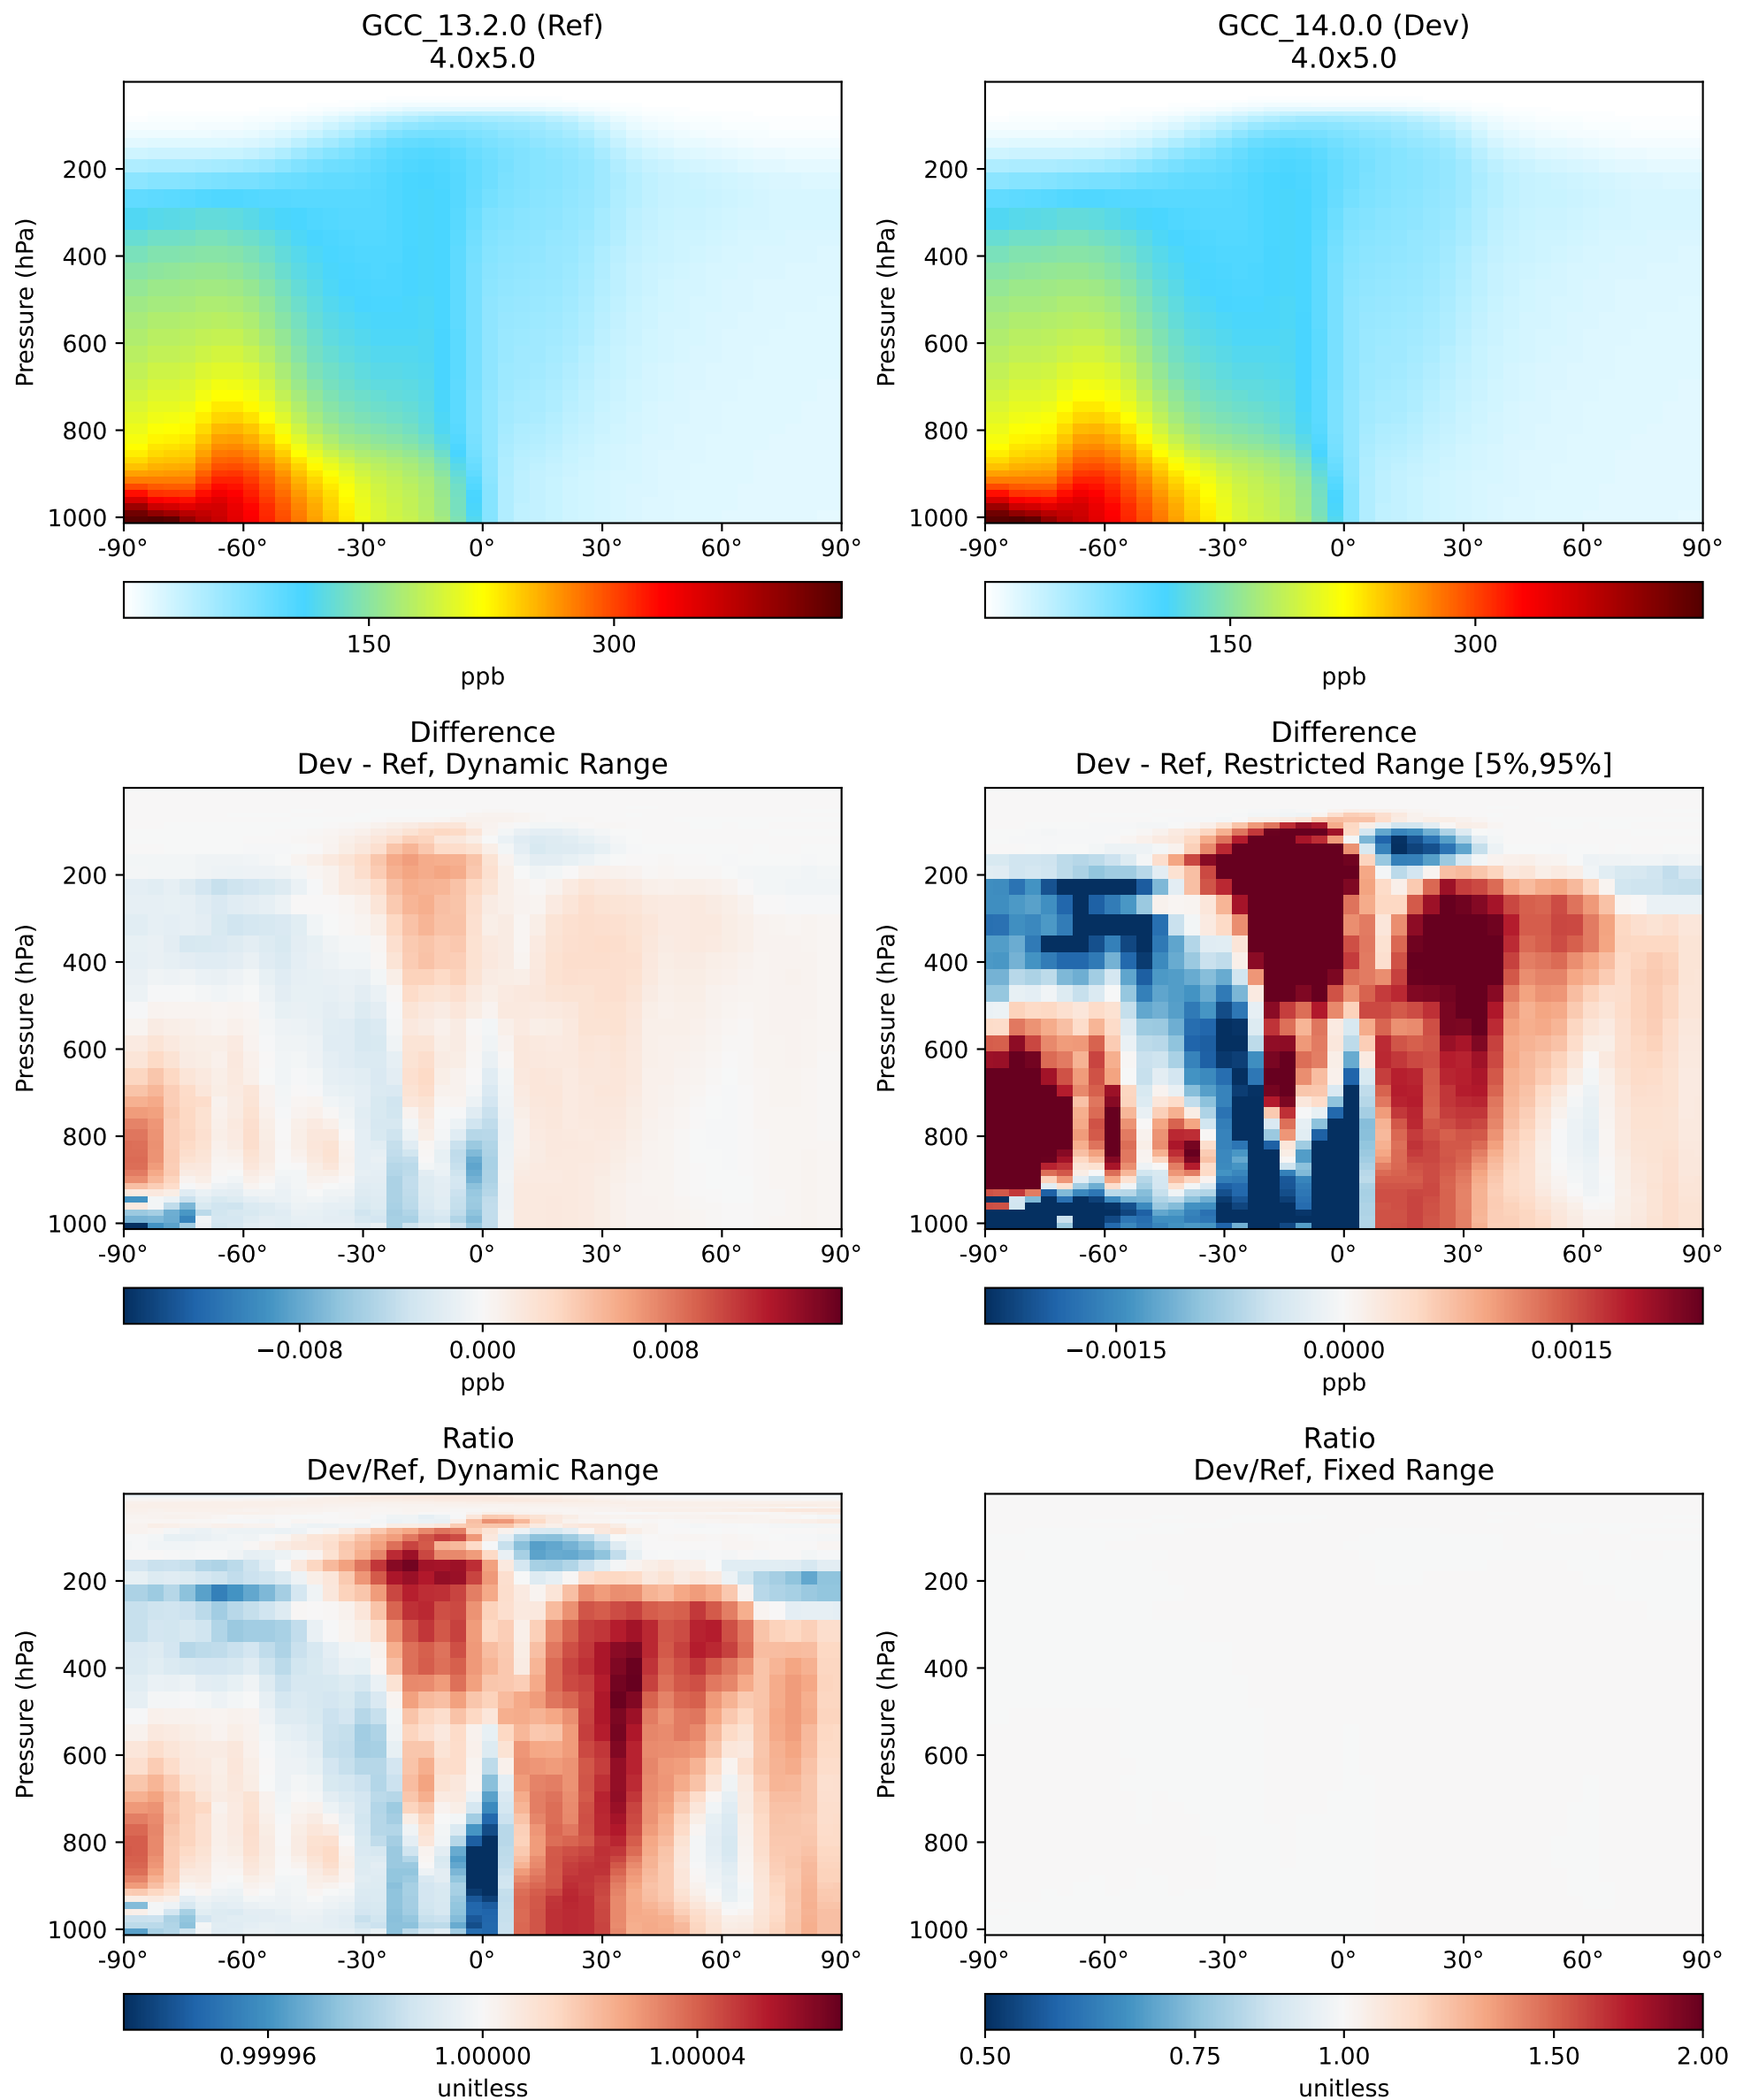 GCC_13.2.0 (Ref)
4.0x5.0
Pressure (hPa)
200
400
600
800
1000
-90° -60° -30° 0° 30° 60° 90°
150 300
ppb
GCC_14.0.0 (Dev)
4.0x5.0
Pressure (hPa)
200
400
600
800
1000
-90° -60° -30° 0° 30° 60° 90°
150 300
ppb
Difference
Dev - Ref, Dynamic Range
Pressure (hPa)
200
400
600
800
1000
-90° -60° -30° 0° 30° 60° 90°
−0.008 0.000 0.008
ppb
Difference
Dev - Ref, Restricted Range [5%,95%]
Pressure (hPa)
200
400
600
800
1000
-90° -60° -30° 0° 30° 60° 90°
−0.0015 0.0000 0.0015
ppb
Ratio
Dev/Ref, Dynamic Range
Pressure (hPa)
200
400
600
800
1000
-90° -60° -30° 0° 30° 60° 90°
0.99996 1.00000 1.00004
unitless
Ratio
Dev/Ref, Fixed Range
Pressure (hPa)
200
400
600
800
1000
-90° -60° -30° 0° 30° 60° 90°
0.50 0.75 1.00 1.50 2.00
unitless